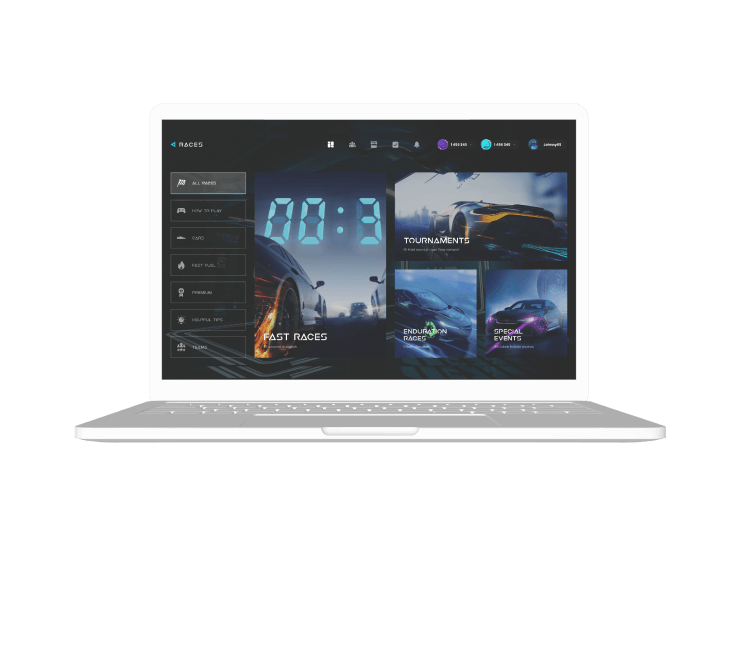 RACES
Johnny09
ALL RACES
HOW TO PLAY
CARS
FAST FUEL
PREMIUM
HELPFUL TIPS
TEAMS
00:3
FAST RACES
TOURNAMENTS
ENDURATION
RACES
SPECIAL
EVENTS